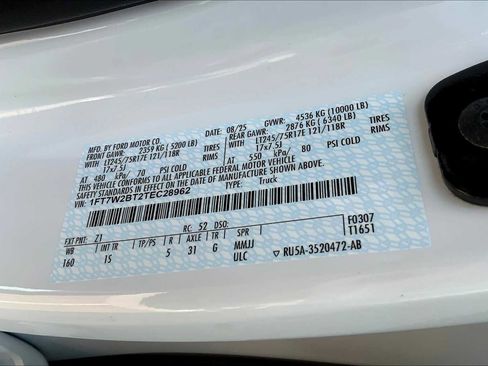 MFD. BY FORD MOTOR CO.
DATE: 08/25 GVWR: 4536 KG (10000 LB)
FRONT GAWR: 2359 KG ( 5200 LB) REAR GAWR: 2876 KG ( 6340 LB)
LT245/75R17E 121/118R TIRES LT245/75R17E 121/118R TIRES
17x7.5J RIMS 17x7.5J RIMS
AT 480 kPa/ 70 PSI COLD AT 550 kPa/ 80 PSI COLD
THIS VEHICLE CONFORMS TO ALL APPLICABLE FEDERAL MOTOR VEHICLE
SAFETY STANDARDS IN EFFECT ON THE DATE OF MANUFACTURE SHOWN ABOVE.
VIN: 1FT7W2BT2TEC28962
TYPE: Truck
EXT PNT: Z1 RC: 52 DSO: F0307
WB INT TR TP/PS R AXLE TR SPR T1651
160 1S 5 31 G MMJJ
ULC ▽ RU5A-3520472-AB